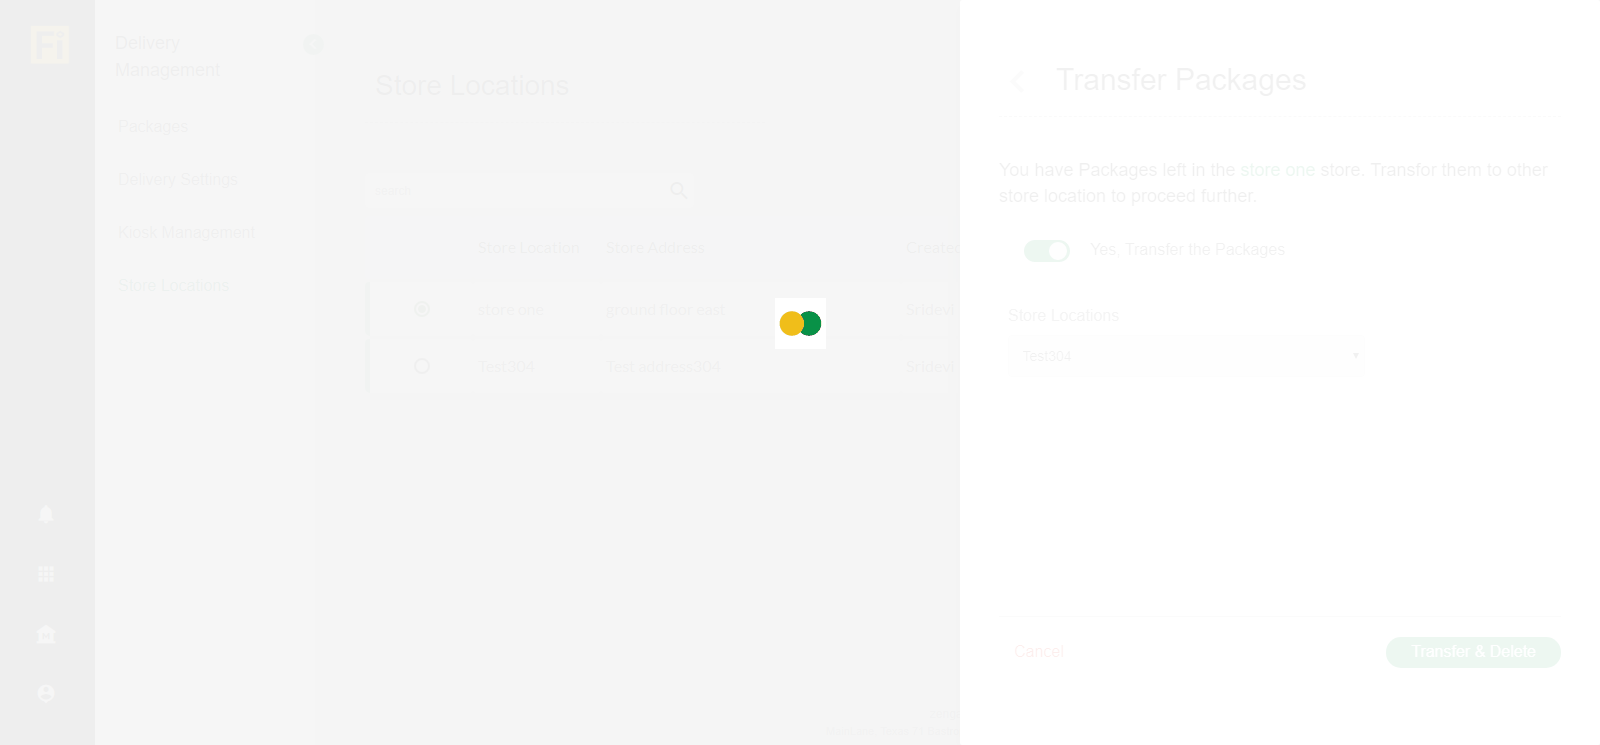 Fi
Delivery
Management
Packages
Delivery Settings
Kiosk Management
Store Locations
Store Locations
Store Location Store Address Created
store one ground floor east Sridevi
Test304 Test address304 Sridevi
Transfer Packages
You have Packages left in the store one store. Transfor them to other
store location to proceed further.
Yes, Transfer the Packages
Store Locations
Test304
Cancel
Transfer & Delete